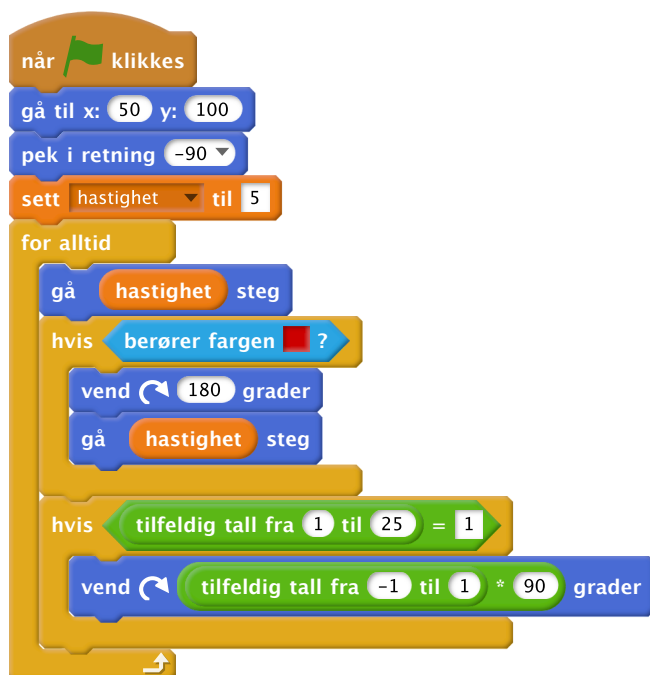 når klikkes
gå til x: 50 y: 100
pek i retning -90
sett hastighet til 5
for alltid
gå hastighet steg
hvis berører fargen ?
vend 180 grader
gå hastighet steg
hvis tilfeldig tall fra 1 til 25 = 1
vend tilfeldig tall fra -1 til 1 * 90 grader